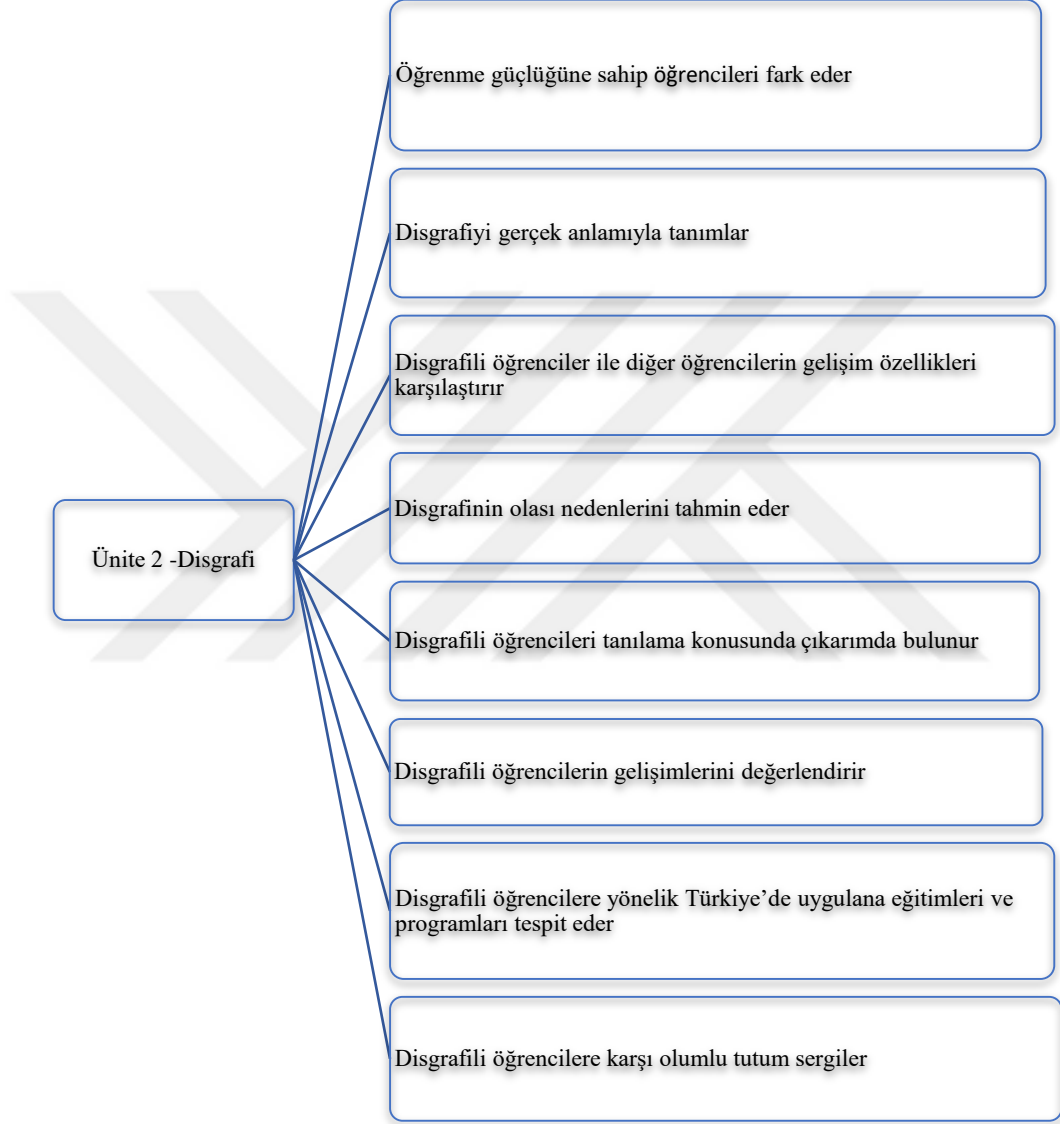 Öğrenme güçlüğüne sahip öğrencileri fark eder
Disgrafiyi gerçek anlamıyla tanımlar
Disgrafili öğrenciler ile diğer öğrencilerin gelişim özellikleri
karşılaştırır
Disgrafinin olası nedenlerini tahmin eder
Ünite 2 -Disgrafi
Disgrafili öğrencileri tanılama konusunda çıkarımda bulunur
Disgrafili öğrencilerin gelişimlerini değerlendirir
Disgrafili öğrencilere yönelik Türkiye’de uygulana eğitimleri ve
programları tespit eder
Disgrafili öğrencilere karşı olumlu tutum sergiler